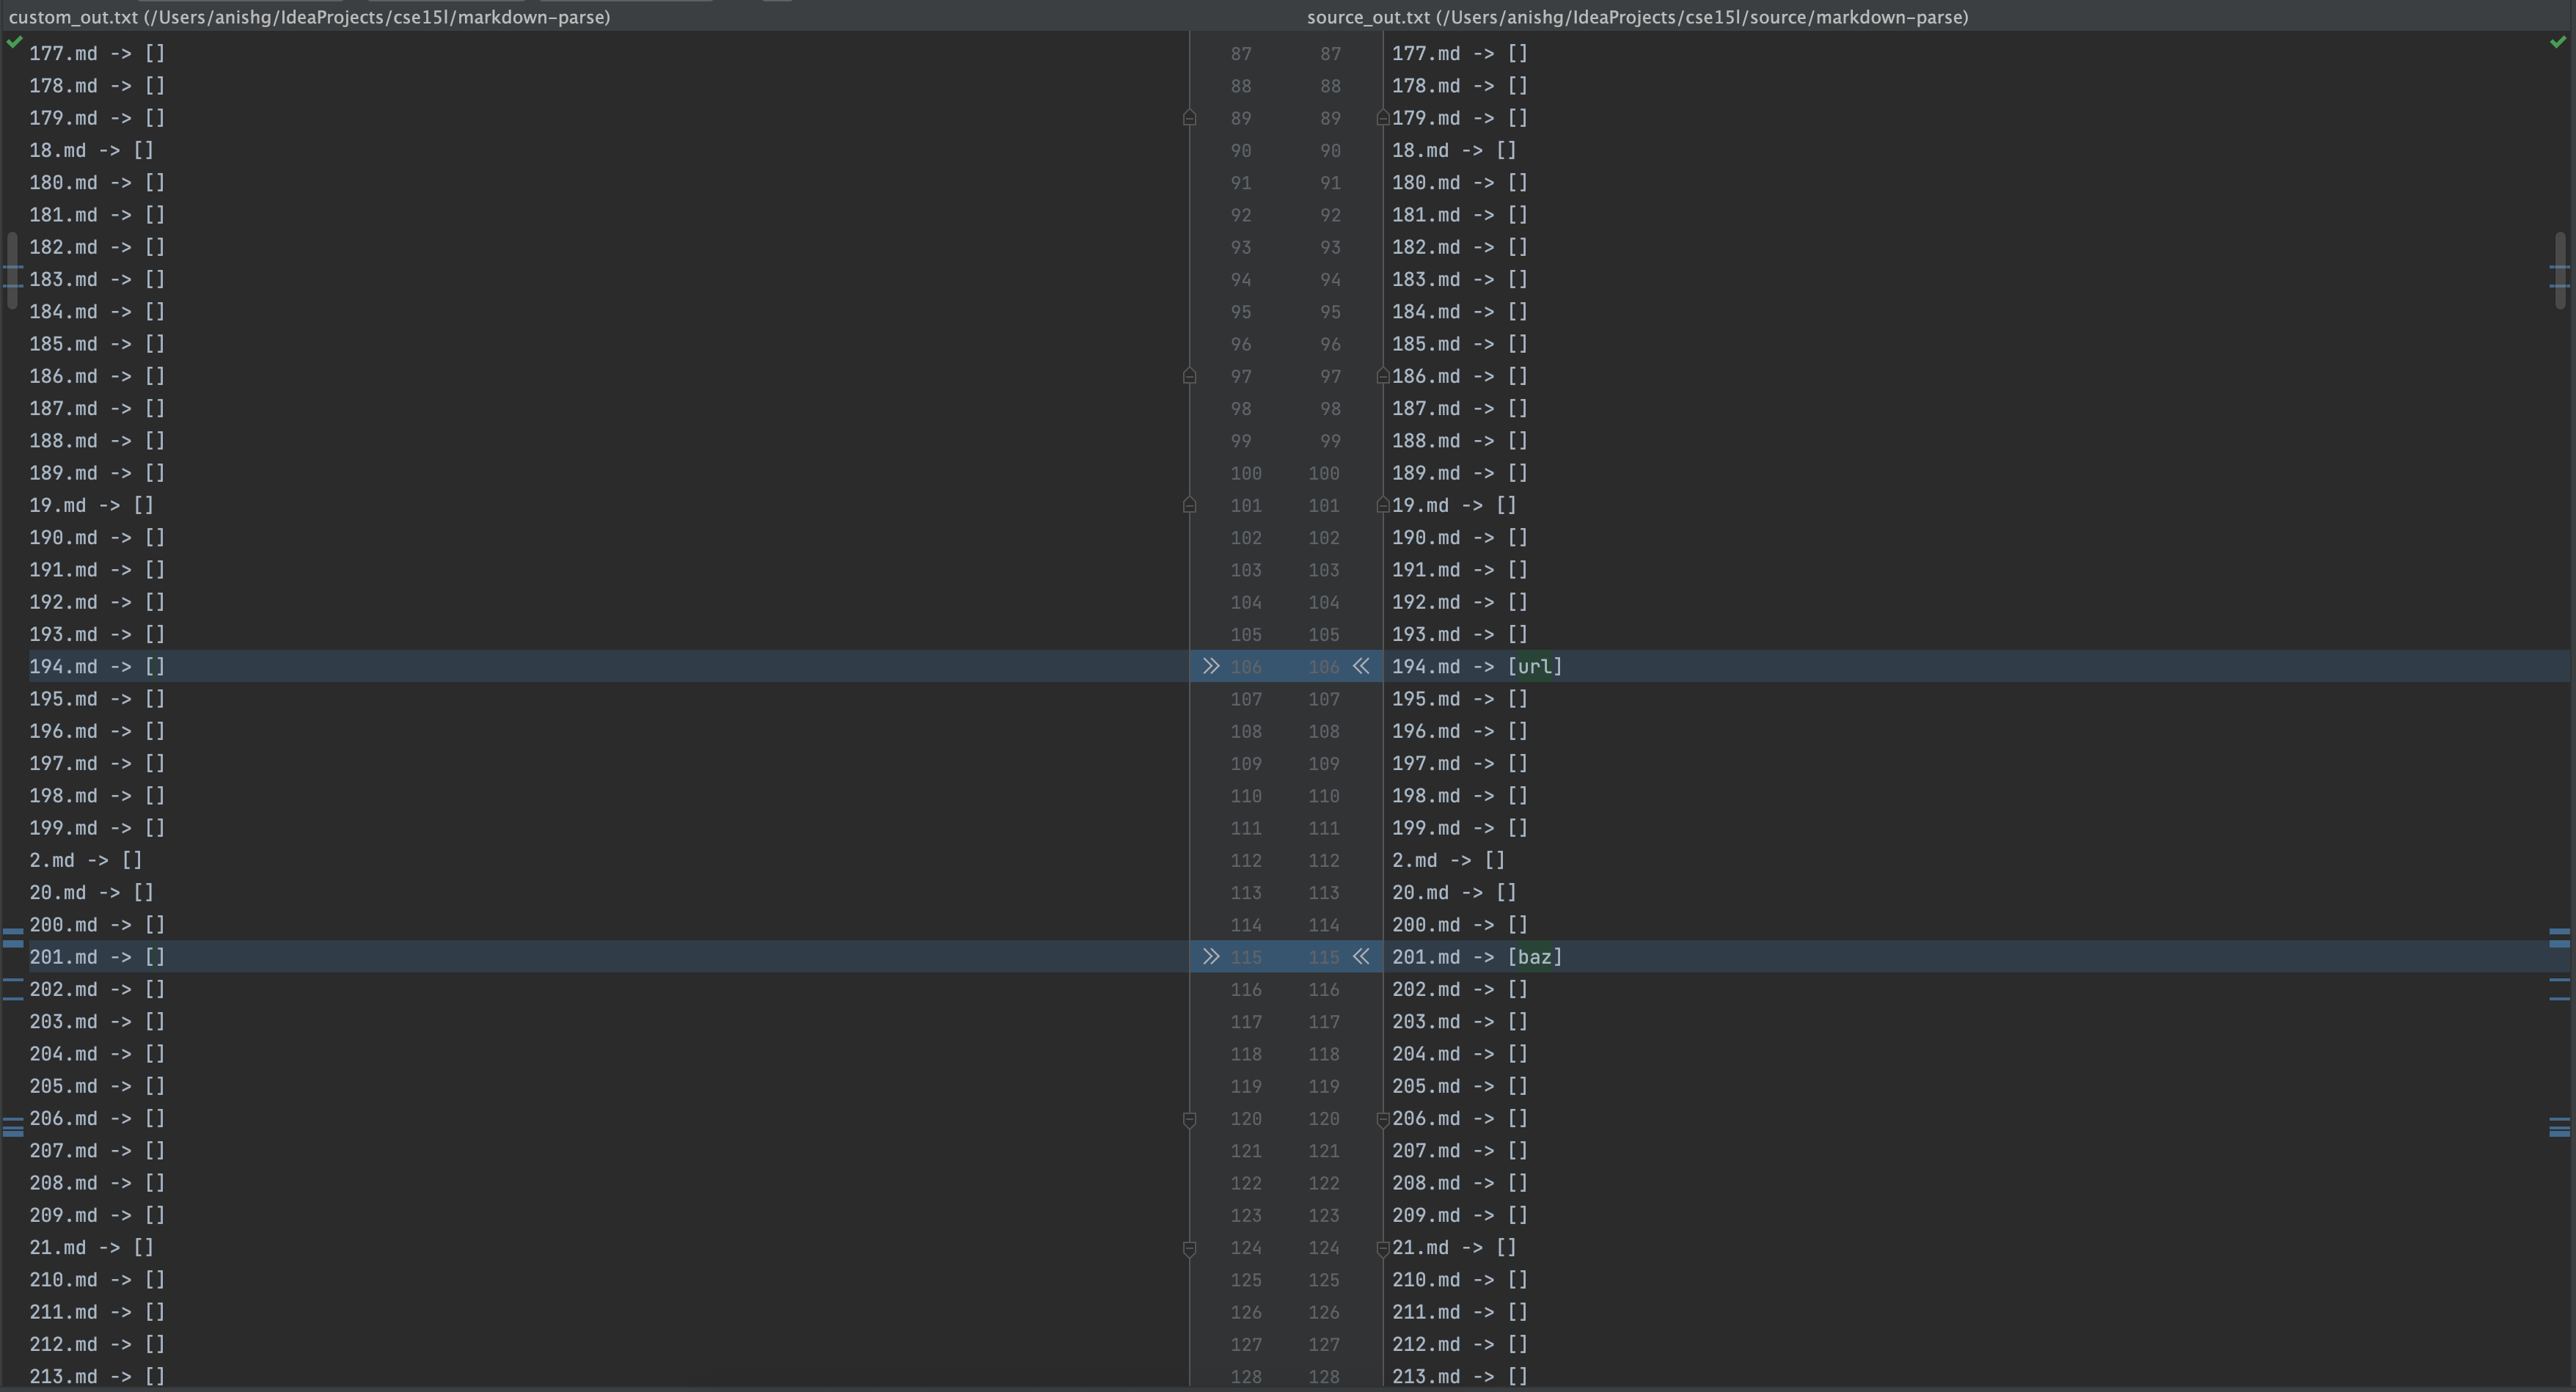 custom_out.txt (/Users/anishg/IdeaProjects/cse15l/markdown-parse) source_out.txt (/Users/anishg/IdeaProjects/cse15l/source/markdown-parse)
177.md -> [] 87 87 177.md -> []
178.md -> [] 88 88 178.md -> []
179.md -> [] 89 89 179.md -> []
18.md -> [] 90 90 18.md -> []
180.md -> [] 91 91 180.md -> []
181.md -> [] 92 92 181.md -> []
182.md -> [] 93 93 182.md -> []
183.md -> [] 94 94 183.md -> []
184.md -> [] 95 95 184.md -> []
185.md -> [] 96 96 185.md -> []
186.md -> [] 97 97 186.md -> []
187.md -> [] 98 98 187.md -> []
188.md -> [] 99 99 188.md -> []
189.md -> [] 100 100 189.md -> []
19.md -> [] 101 101 19.md -> []
190.md -> [] 102 102 190.md -> []
191.md -> [] 103 103 191.md -> []
192.md -> [] 104 104 192.md -> []
193.md -> [] 105 105 193.md -> []
194.md -> [] >> 106 106 << 194.md -> [url]
195.md -> [] 107 107 195.md -> []
196.md -> [] 108 108 196.md -> []
197.md -> [] 109 109 197.md -> []
198.md -> [] 110 110 198.md -> []
199.md -> [] 111 111 199.md -> []
2.md -> [] 112 112 2.md -> []
20.md -> [] 113 113 20.md -> []
200.md -> [] 114 114 200.md -> []
201.md -> [] >> 115 115 << 201.md -> [baz]
202.md -> [] 116 116 202.md -> []
203.md -> [] 117 117 203.md -> []
204.md -> [] 118 118 204.md -> []
205.md -> [] 119 119 205.md -> []
206.md -> [] 120 120 206.md -> []
207.md -> [] 121 121 207.md -> []
208.md -> [] 122 122 208.md -> []
209.md -> [] 123 123 209.md -> []
21.md -> [] 124 124 21.md -> []
210.md -> [] 125 125 210.md -> []
211.md -> [] 126 126 211.md -> []
212.md -> [] 127 127 212.md -> []
213.md -> [] 128 128 213.md -> []